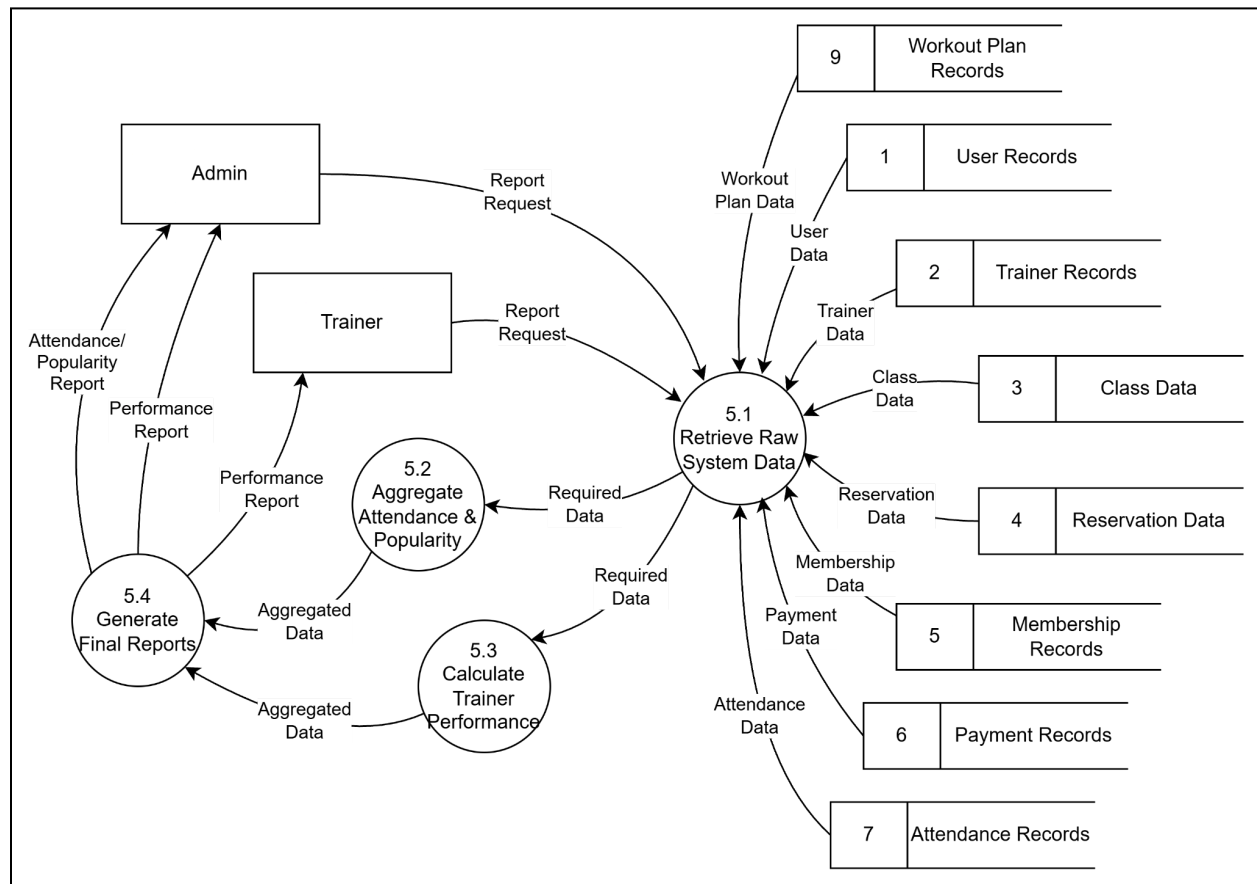 9
Workout Plan
Records
1
User Records
Admin
Report
Request
Workout
Plan Data
User
Data
2
Trainer Records
Trainer
Report
Request
Trainer
Data
Attendance/
Popularity
Report
Class
Data
3
Class Data
Performance
Report
5.1
Retrieve Raw
System Data
Performance
Report
5.2
Aggregate
Attendance &
Popularity
Required
Data
Reservation
Data
4
Reservation Data
Membership
Data
5.4
Generate
Final Reports
Aggregated
Data
Required
Data
Payment
Data
5
Membership
Records
5.3
Calculate
Trainer
Performance
Aggregated
Data
Attendance
Data
6
Payment Records
7
Attendance Records